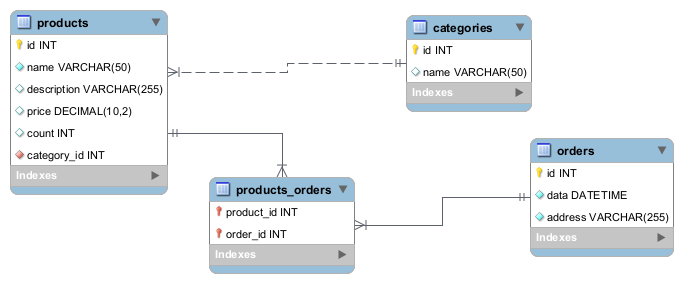 products
id INT
name VARCHAR(50)
description VARCHAR(255)
price DECIMAL(10,2)
count INT
category_id INT
Indexes
categories
id INT
name VARCHAR(50)
Indexes
products_orders
product_id INT
order_id INT
Indexes
orders
id INT
data DATETIME
address VARCHAR(255)
Indexes